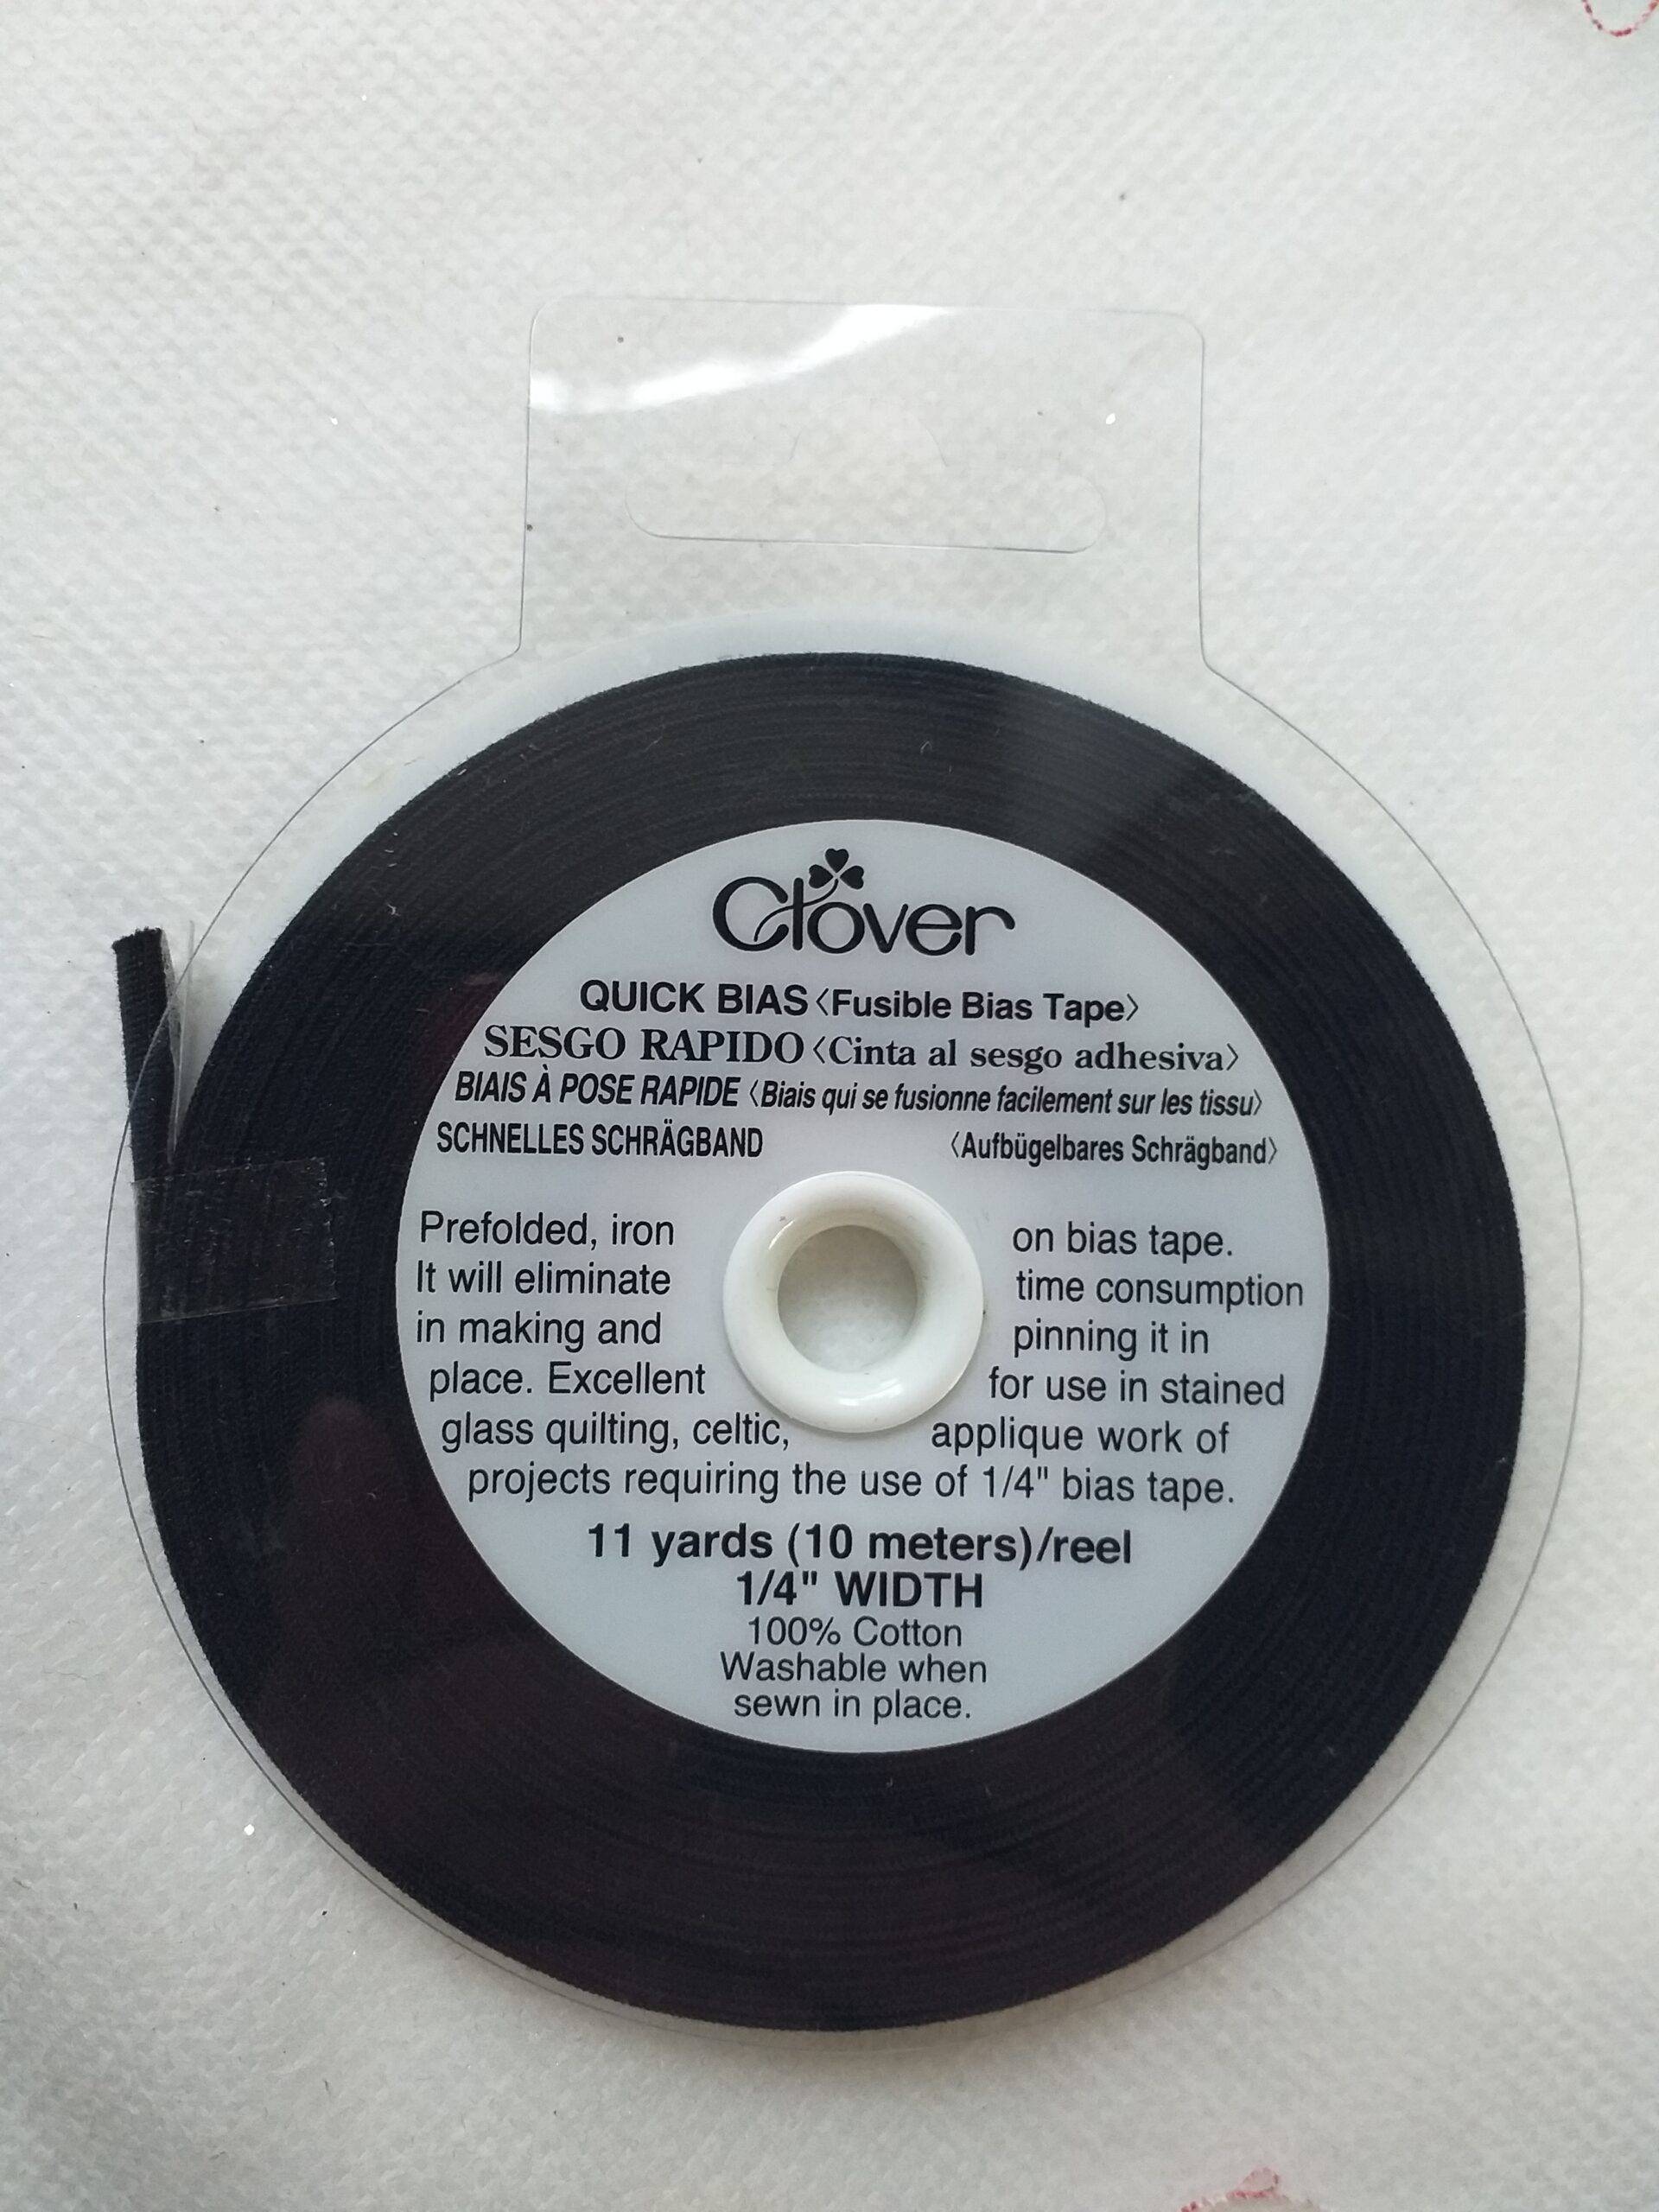 Clover
QUICK BIAS〈Fusible Bias Tape〉
SESGO RAPIDO〈Cinta al sesgo adhesiva〉
BIAIS À POSE RAPIDE〈Biais qui se fusionne facilement sur les tissu〉
SCHNELLES SCHRÄGBAND 〈Aufbügelbares Schrägband〉
Prefolded, iron on bias tape.
It will eliminate time consumption
in making and pinning it in
place. Excellent for use in stained
glass quilting, celtic, applique work of
projects requiring the use of 1/4" bias tape.
11 yards (10 meters)/reel
1/4" WIDTH
100% Cotton
Washable when
sewn in place.